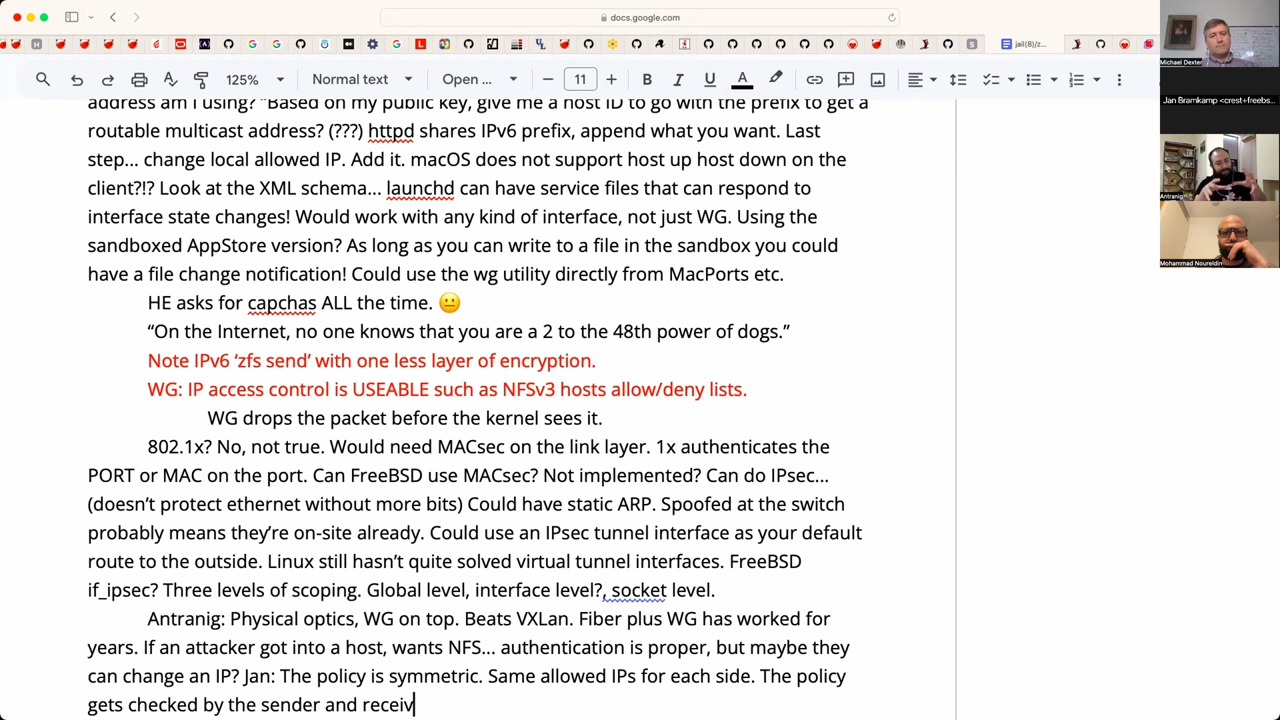 docs.google.com
jail(8)/z...
125%
Normal text
Open ...
11
address am I using? "Based on my public key, give me a host ID to go with the prefix to get a
routable multicast address? (???) httpd shares IPv6 prefix, append what you want. Last
step... change local allowed IP. Add it. macOS does not support host up host down on the
client?!? Look at the XML schema... launchd can have service files that can respond to
interface state changes! Would work with any kind of interface, not just WG. Using the
sandboxed AppStore version? As long as you can write to a file in the sandbox you could
have a file change notification! Could use the wg utility directly from MacPorts etc.
HE asks for capchas ALL the time. 😐
“On the Internet, no one knows that you are a 2 to the 48th power of dogs.”
Note IPv6 ‘zfs send’ with one less layer of encryption.
WG: IP access control is USEABLE such as NFSv3 hosts allow/deny lists.
WG drops the packet before the kernel sees it.
802.1x? No, not true. Would need MACsec on the link layer. 1x authenticates the
PORT or MAC on the port. Can FreeBSD use MACsec? Not implemented? Can do IPsec...
(doesn’t protect ethernet without more bits) Could have static ARP. Spoofed at the switch
probably means they’re on-site already. Could use an IPsec tunnel interface as your default
route to the outside. Linux still hasn’t quite solved virtual tunnel interfaces. FreeBSD
if_ipsec? Three levels of scoping. Global level, interface level?, socket level.
Antranig: Physical optics, WG on top. Beats VXLan. Fiber plus WG has worked for
years. If an attacker got into a host, wants NFS... authentication is proper, but maybe they
can change an IP? Jan: The policy is symmetric. Same allowed IPs for each side. The policy
gets checked by the sender and receiv
Michael Dexter
Jan Bramkamp <crest+freebs...
Antranig
Mohammad Noureldin